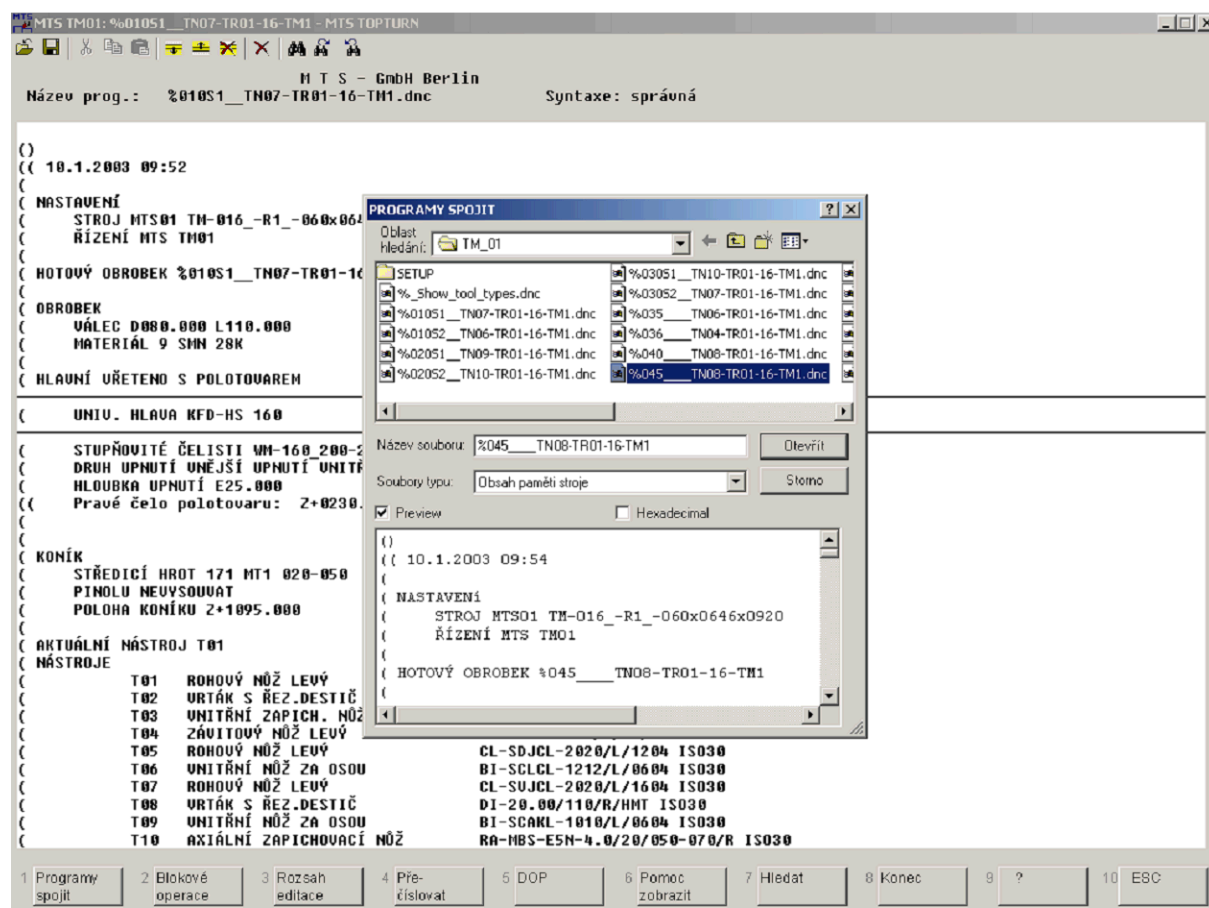 MTS TM01: %010S1__TN07-TR01-16-TM1 - MTS TOPTURN
M T S - GmbH Berlin
Název prog.: %010S1__TN07-TR01-16-TM1.dnc Syntaxe: správná
()
(( 10.1.2003 09:52
(
( NASTAVENÍ
( STROJ MTS01 TM-016_-R1_-060x064
( ŘÍZENÍ MTS TM01
(
( HOTOVÝ OBROBEK %010S1__TN07-TR01-16
(
( OBROBEK
( VÁLEC D080.000 L110.000
( MATERIÁL 9 SMN 28K
(
( HLAVNÍ VŘETENO S POLOTOVAREM
( UNIV. HLAVA KFD-HS 160
( STUPŇOVITÉ ČELISTI WM-160_200-2
( DRUH UPNUTÍ VNĚJŠÍ UPNUTÍ VNITŘ
( HLOUBKA UPNUTÍ E25.000
(( Pravé čelo polotovaru: Z+0230.
(
(
( KONÍK
( STŘEDICÍ HROT 171 MT1 020-050
( PINOLU NEVYSOUVAT
( POLOHA KONÍKU Z+1095.000
(
( AKTUÁLNÍ NÁSTROJ T01
( NÁSTROJE
( T01 ROHOVÝ NŮŽ LEVÝ
( T02 VRTÁK S ŘEZ.DESTIČ
( T03 VNITŘNÍ ZAPICH. NŮŽ
( T04 ZÁVITOVÝ NŮŽ LEVÝ
( T05 ROHOVÝ NŮŽ LEVÝ CL-SDJCL-2020/L/1204 ISO30
( T06 VNITŘNÍ NŮŽ ZA OSOU BI-SCLCL-1212/L/0604 ISO30
( T07 ROHOVÝ NŮŽ LEVÝ CL-SVJCL-2020/L/1604 ISO30
( T08 VRTÁK S ŘEZ.DESTIČ DI-20.00/110/R/HMT ISO30
( T09 VNITŘNÍ NŮŽ ZA OSOU BI-SCAKL-1010/L/0604 ISO30
( T10 AXIÁLNÍ ZAPICHOVACÍ NŮŽ RA-MBS-E5N-4.0/20/050-070/R ISO30
PROGRAMY SPOJIT
Oblast hledání: TM_01
SETUP
%_Show_tool_types.dnc
%010S1__TN07-TR01-16-TM1.dnc
%010S2__TN06-TR01-16-TM1.dnc
%020S1__TN09-TR01-16-TM1.dnc
%020S2__TN10-TR01-16-TM1.dnc
%030S1__TN10-TR01-16-TM1.dnc
%030S2__TN07-TR01-16-TM1.dnc
%035____TN06-TR01-16-TM1.dnc
%036____TN04-TR01-16-TM1.dnc
%040____TN08-TR01-16-TM1.dnc
%045____TN08-TR01-16-TM1.dnc
Název souboru: %045____TN08-TR01-16-TM1 Otevřít
Soubory typu: Obsah paměti stroje Storno
Preview Hexadecimal
()
(( 10.1.2003 09:54
(
( NASTAVENí
( STROJ MTS01 TM-016_-R1_-060x0646x0920
( ŘÍZENÍ MTS TM01
(
( HOTOVÝ OBROBEK %045____TN08-TR01-16-TM1
(
1 Programy spojit
2 Blokové operace
3 Rozsah editace
4 Pře- číslovat
5 DOP
6 Pomoc zobrazit
7 Hledat
8 Konec
9 ?
10 ESC